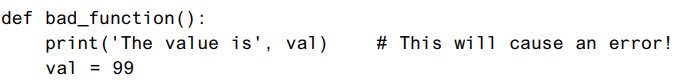 def bad_function():
    print('The value is', val)    # This will cause an error!
    val = 99